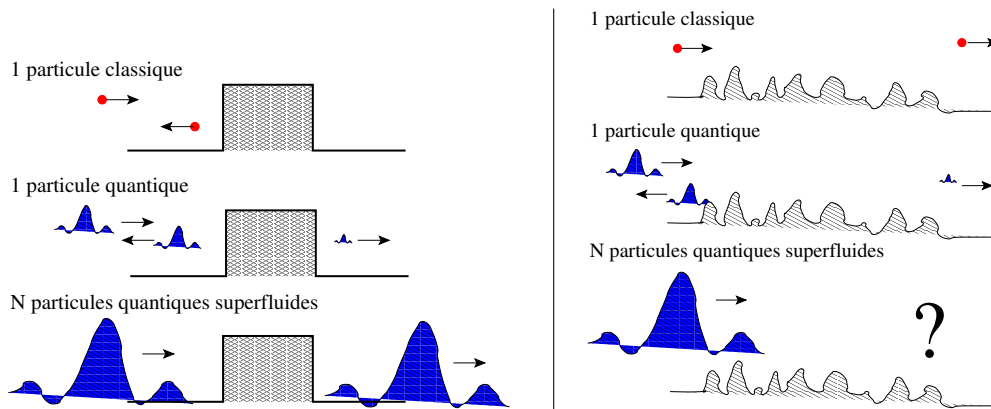 1 particule classique
1 particule quantique
N particules quantiques superfluides
1 particule classique
1 particule quantique
N particules quantiques superfluides
?